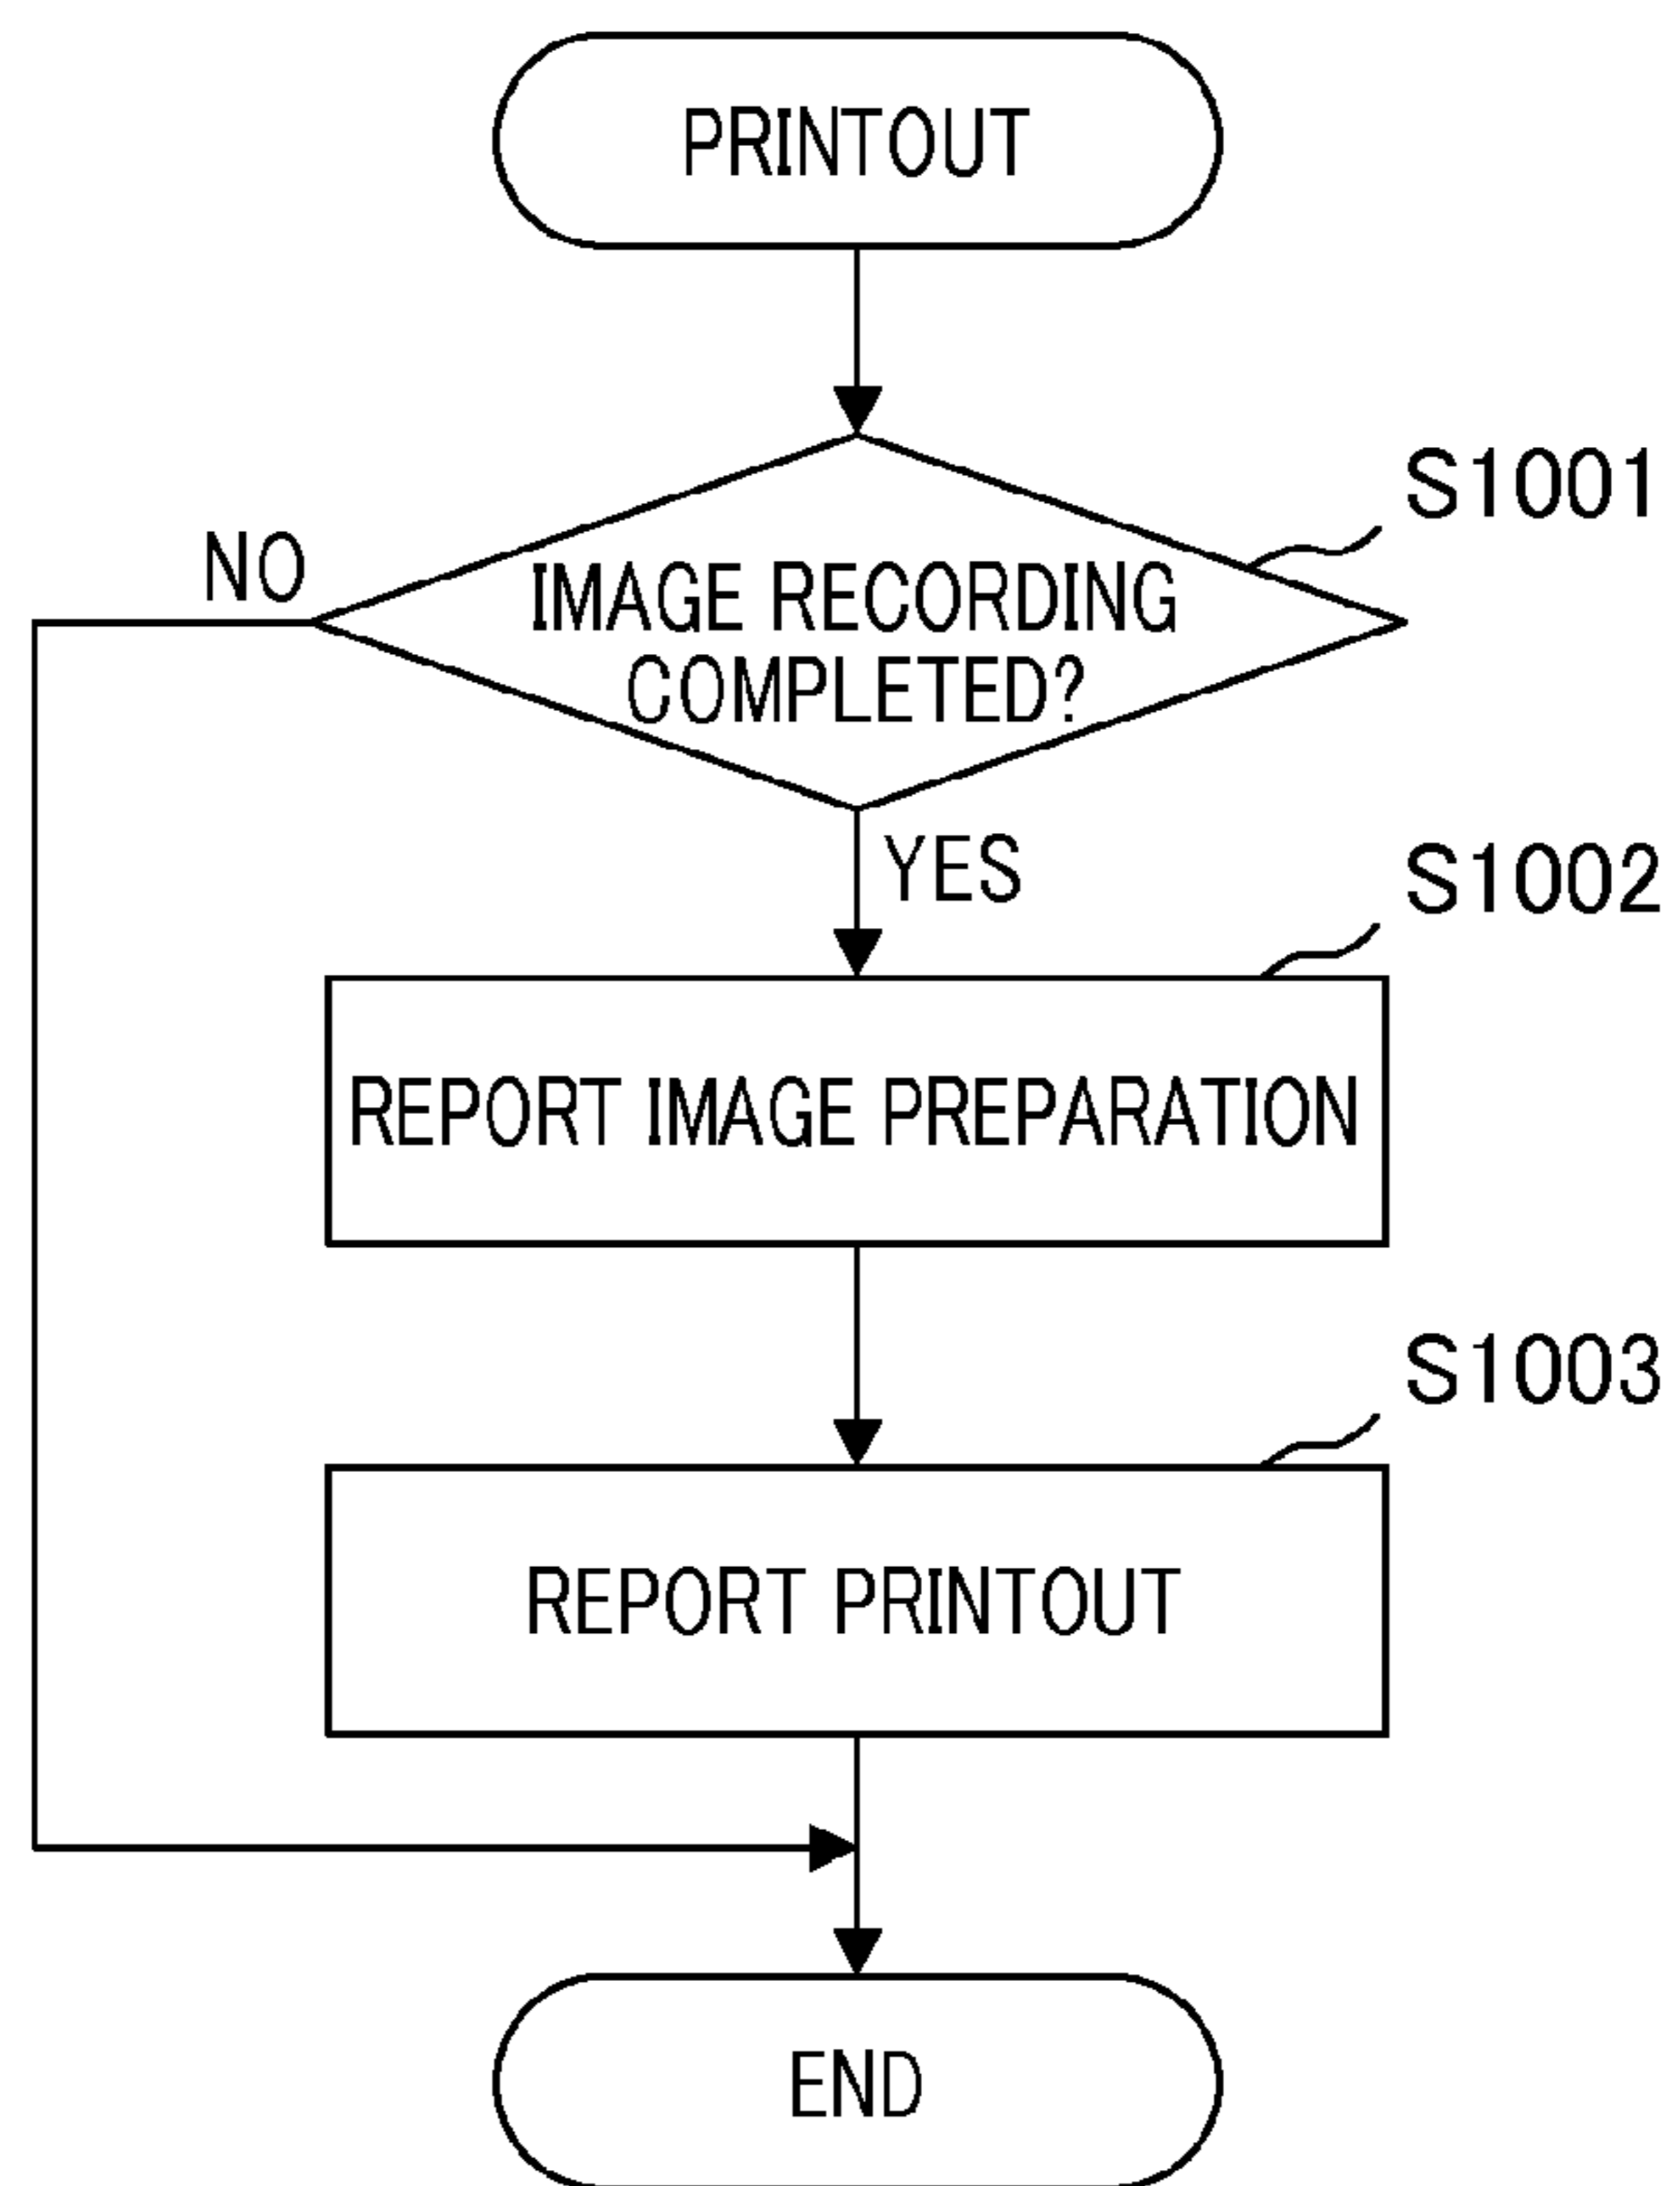 PRINTOUT
S1001
NO
IMAGE RECORDING
COMPLETED?
YES
S1002
REPORT IMAGE PREPARATION
S1003
REPORT PRINTOUT
END